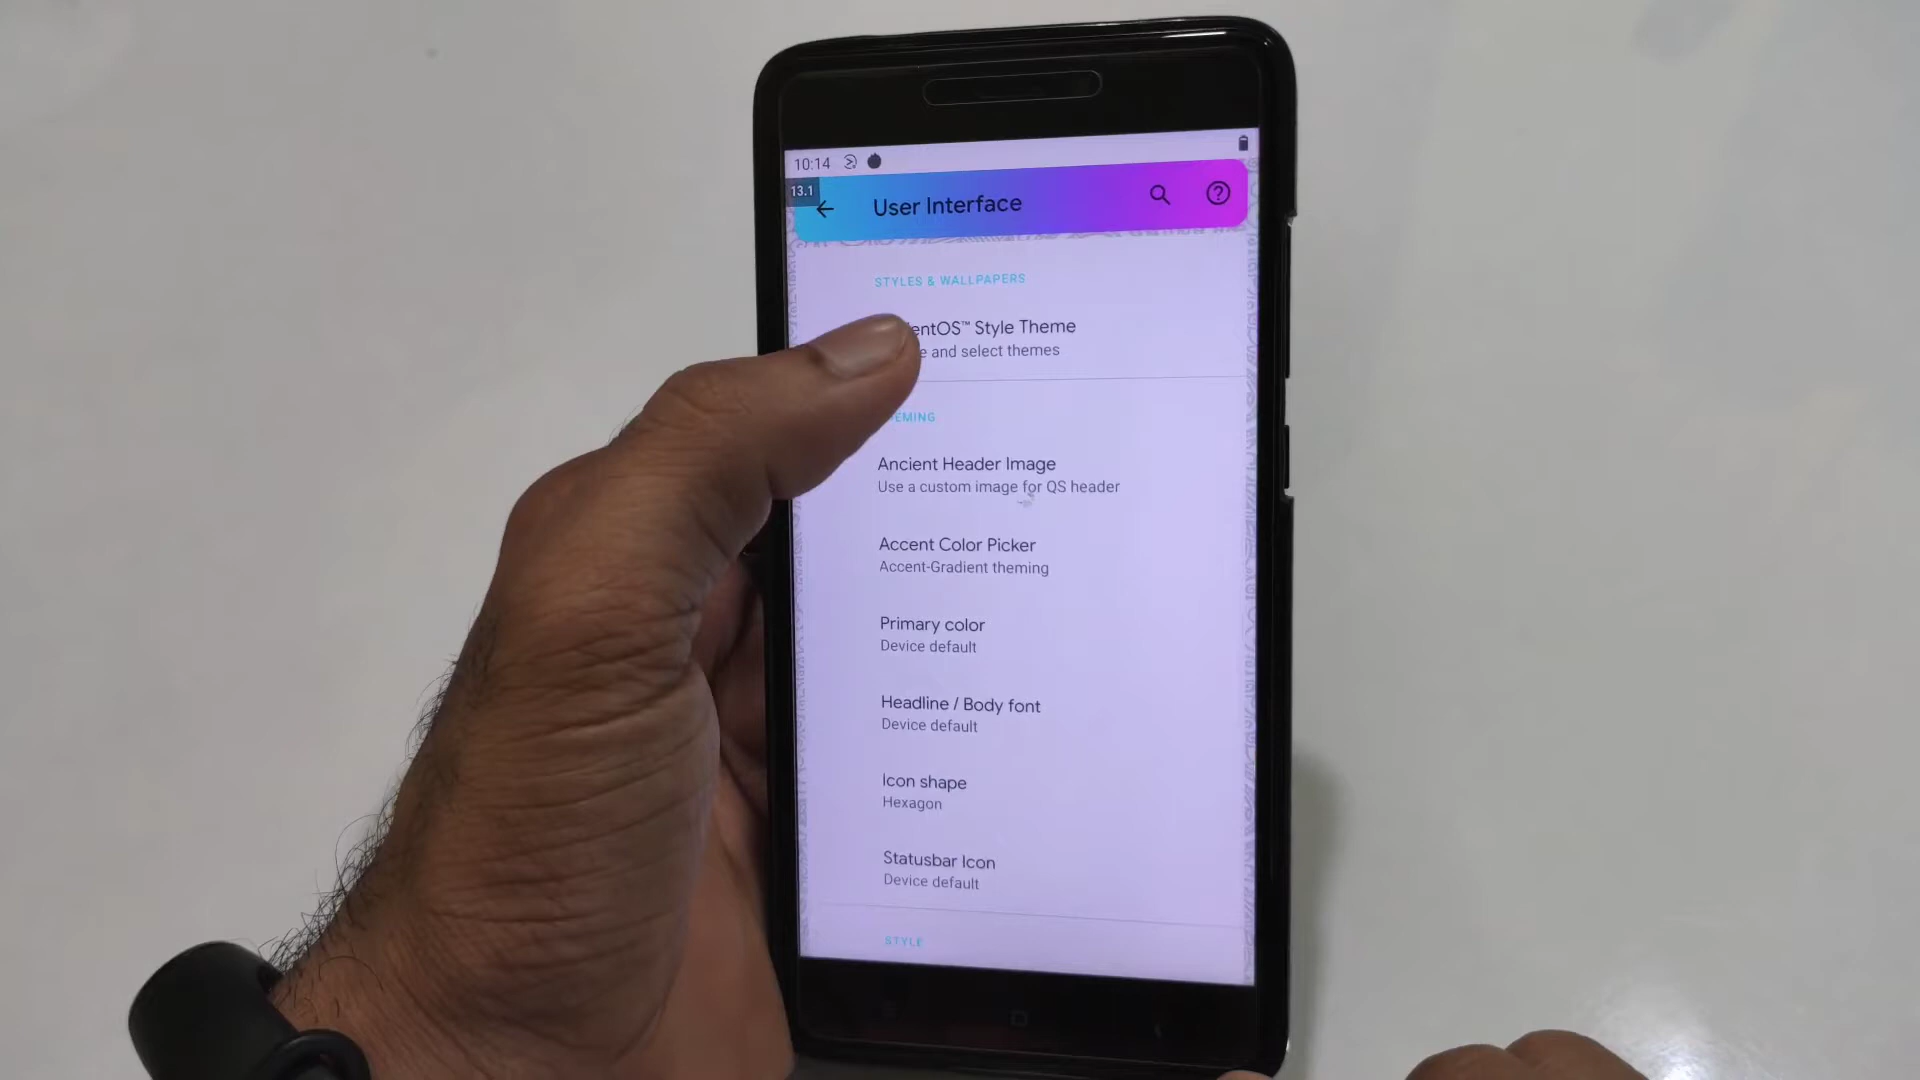 10:14
13.1
User Interface
STYLES & WALLPAPERS
entOS™ Style Theme
and select themes
EMING
Ancient Header Image
Use a custom image for QS header
Accent Color Picker
Accent-Gradient theming
Primary color
Device default
Headline / Body font
Device default
Icon shape
Hexagon
Statusbar Icon
Device default
STYLE